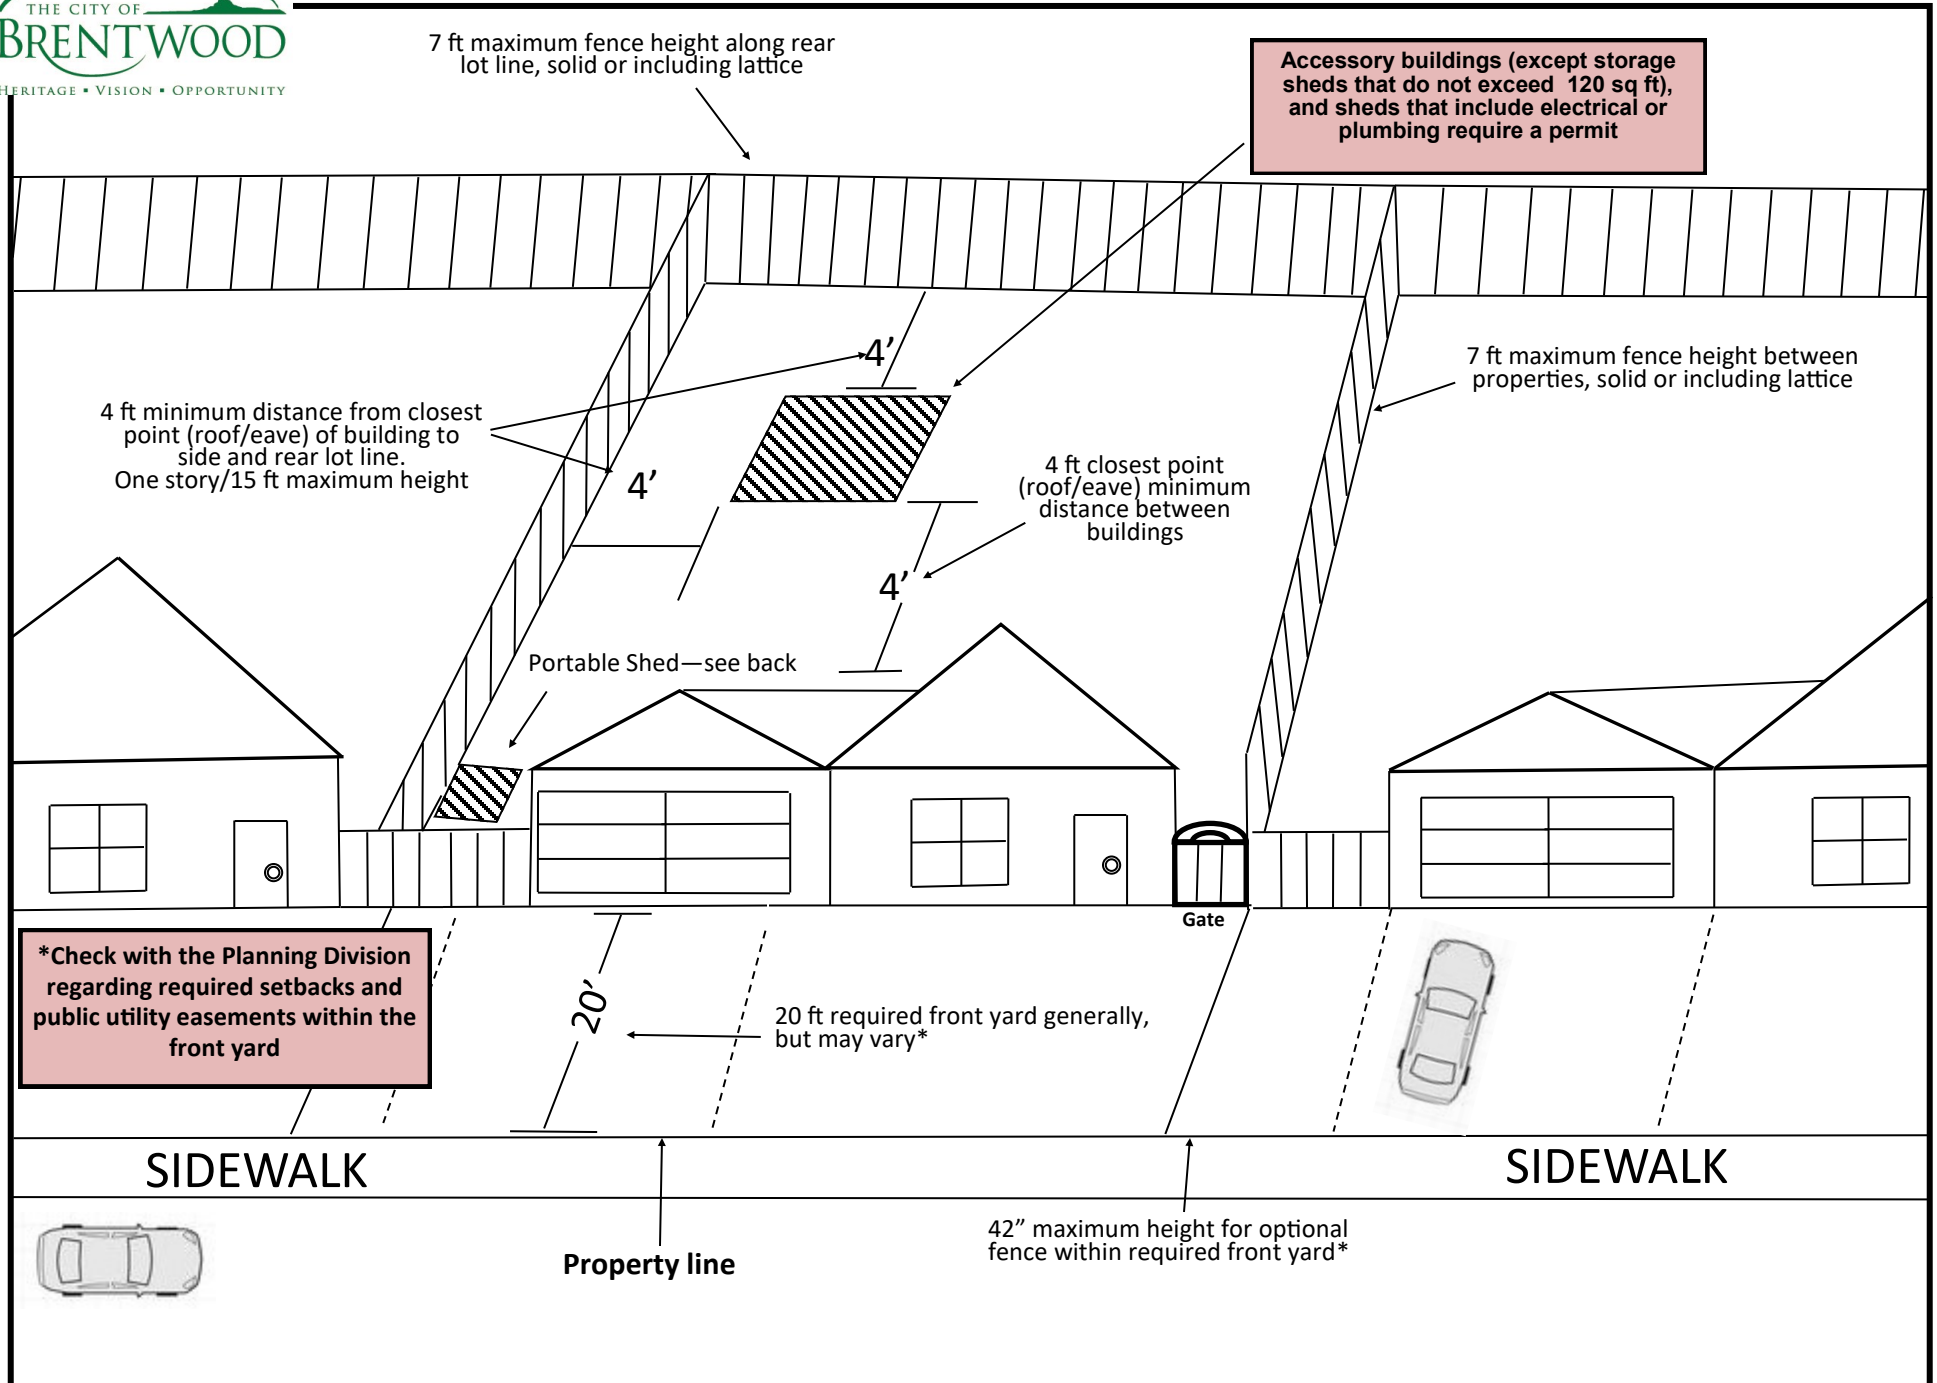 THE CITY OF
BRENTWOOD
HERITAGE ▪ VISION ▪ OPPORTUNITY
7 ft maximum fence height along rear
lot line, solid or including lattice
Accessory buildings (except storage
sheds that do not exceed 120 sq ft),
and sheds that include electrical or
plumbing require a permit
4’
7 ft maximum fence height between
properties, solid or including lattice
4 ft minimum distance from closest
point (roof/eave) of building to
side and rear lot line.
One story/15 ft maximum height
4’
4 ft closest point
(roof/eave) minimum
distance between
buildings
4’
Portable Shed—see back
Gate
*Check with the Planning Division
regarding required setbacks and
public utility easements within the
front yard
20’
20 ft required front yard generally,
but may vary*
SIDEWALK
SIDEWALK
Property line
42” maximum height for optional
fence within required front yard*